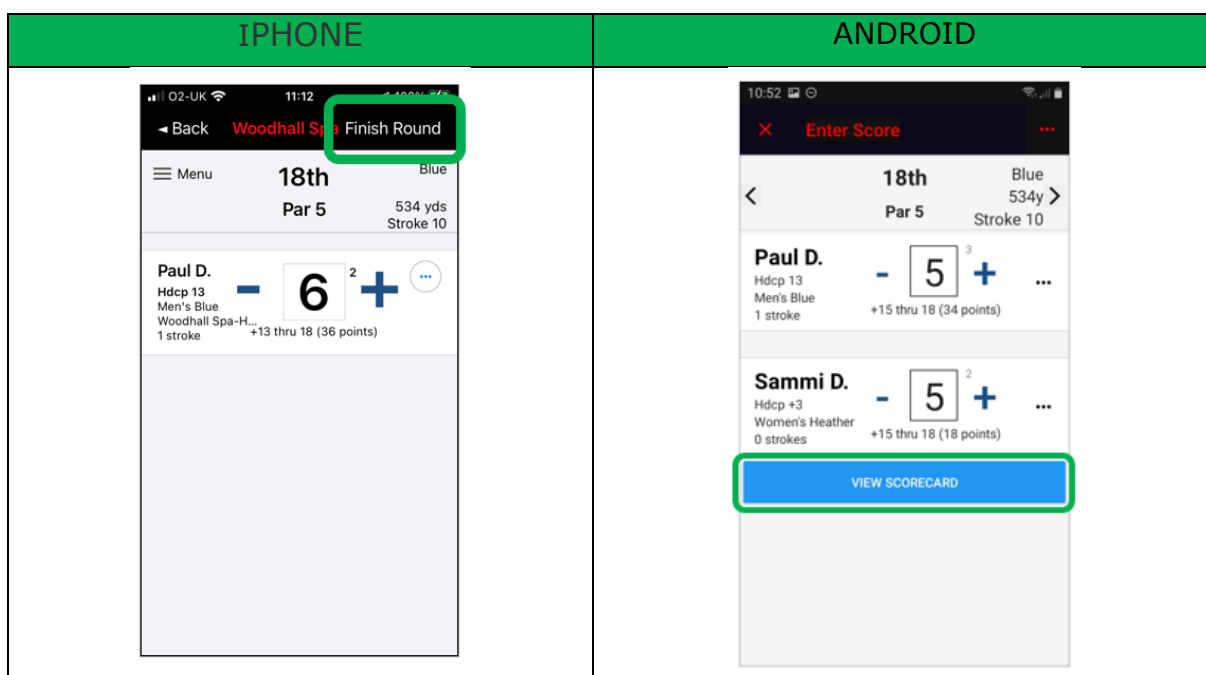 IPHONE
ANDROID
O2-UK 11:12
◄ Back Woodhall Spa Finish Round
Menu 18th Blue
Par 5 534 yds
Stroke 10
Paul D.
Hdcp 13
Men's Blue
Woodhall Spa-H...
1 stroke
- 6 2 + ...
+13 thru 18 (36 points)
10:52
× Enter Score ...
< 18th Blue
Par 5 534y >
Stroke 10
Paul D.
Hdcp 13
Men's Blue
1 stroke
- 5 3 + ...
+15 thru 18 (34 points)
Sammi D.
Hdcp +3
Women's Heather
0 strokes
- 5 2 + ...
+15 thru 18 (18 points)
VIEW SCORECARD